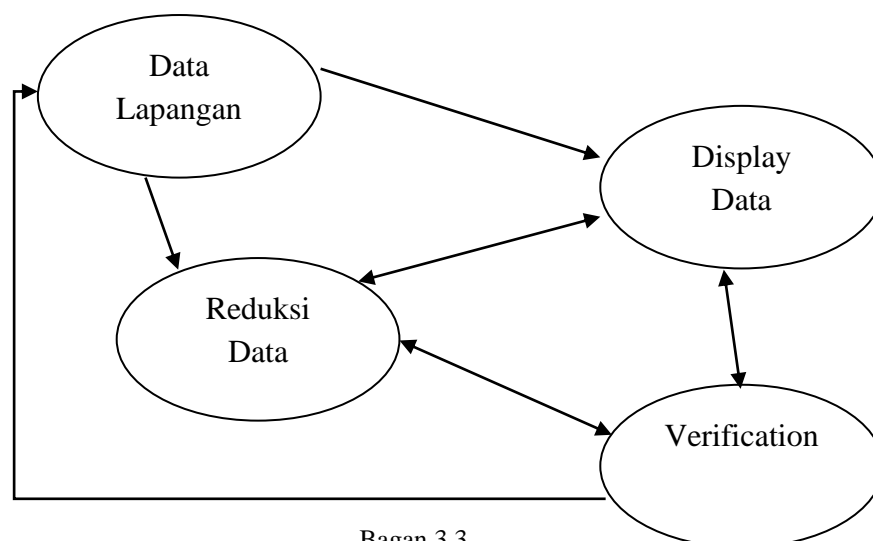 Data
Lapangan
Display
Data
Reduksi
Data
Verification
Bagan 3.3